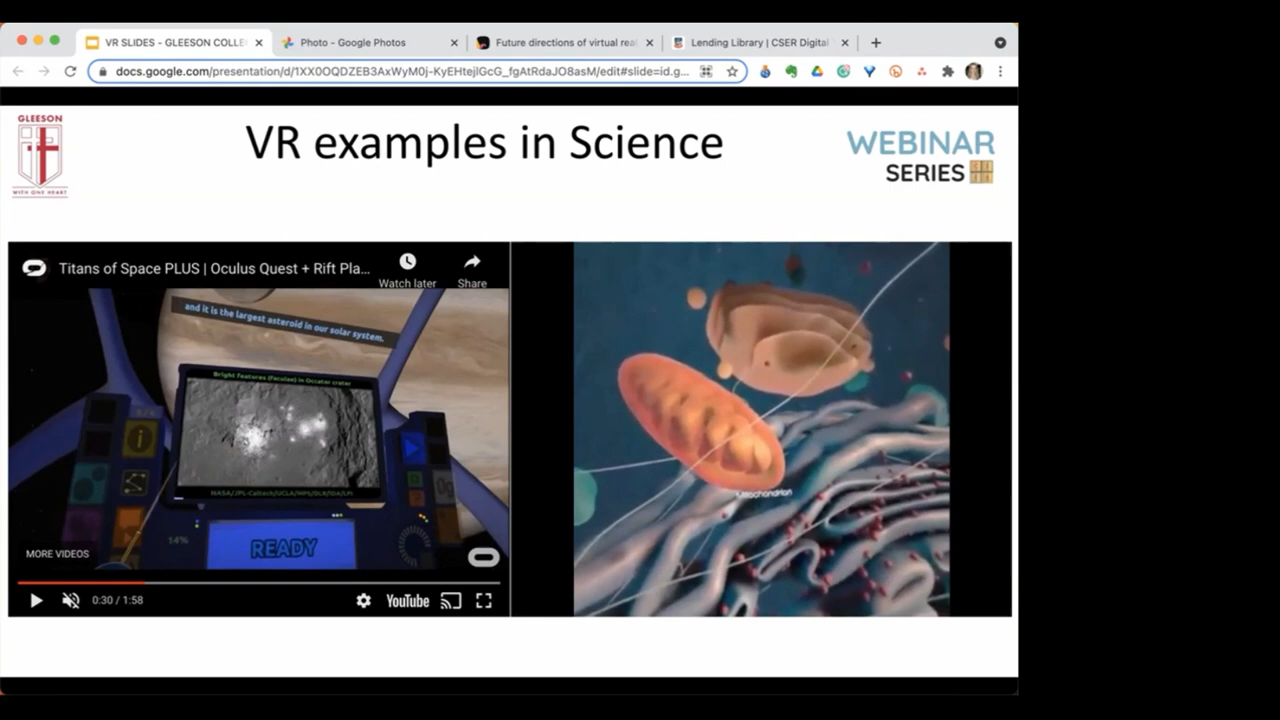 VR SLIDES - GLEESON COLLE
Photo - Google Photos
Future directions of virtual rea
Lending Library | CSER Digital
docs.google.com/presentation/d/1XX0OQDZEB3AxWyM0j-KyEHtejlGcG_fgAtRdaJO8asM/edit#slide=id.g...
GLEESON
WITH ONE HEART
VR examples in Science
WEBINAR
SERIES
Titans of Space PLUS | Oculus Quest + Rift Pla...
Watch later
Share
and it is the largest asteroid in our solar system.
Bright features (Faculae) in Occator crater
NASA/JPL-Caltech/UCLA/MPS/DLR/IDA/LPI
0g
14%
READY
MORE VIDEOS
0:30 / 1:58
YouTube
Mitochondrion